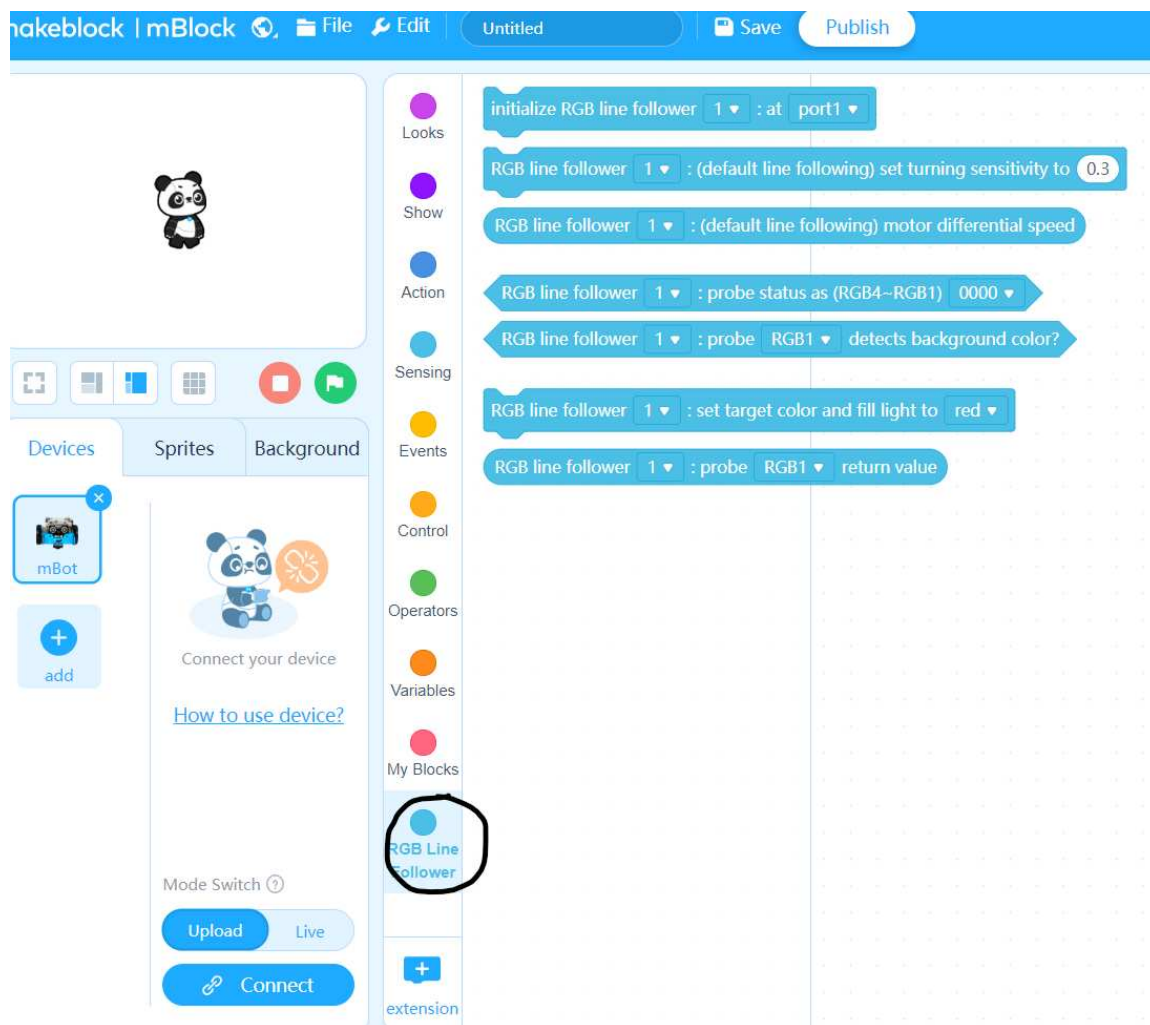 makeblock | mBlock File Edit Untitled Save Publish
Looks
Show
Action
Sensing
Events
Control
Operators
Variables
My Blocks
RGB Line
Follower
extension
initialize RGB line follower 1 : at port1
RGB line follower 1 : (default line following) set turning sensitivity to 0.3
RGB line follower 1 : (default line following) motor differential speed
RGB line follower 1 : probe status as (RGB4~RGB1) 0000
RGB line follower 1 : probe RGB1 detects background color?
RGB line follower 1 : set target color and fill light to red
RGB line follower 1 : probe RGB1 return value
Devices Sprites Background
mBot
add
Connect your device
How to use device?
Mode Switch ?
Upload Live
Connect